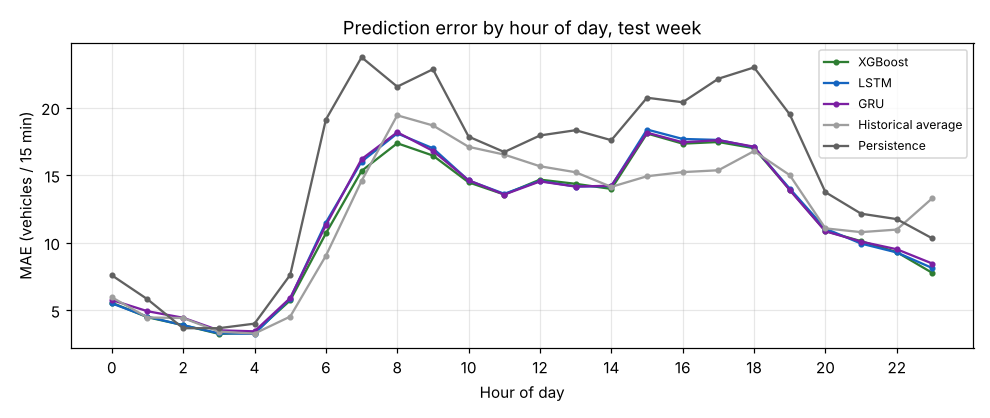 Prediction error by hour of day, test week
MAE (vehicles / 15 min)
20
15
10
5
XGBoost
LSTM
GRU
Historical average
Persistence
0 2 4 6 8 10 12 14 16 18 20 22
Hour of day